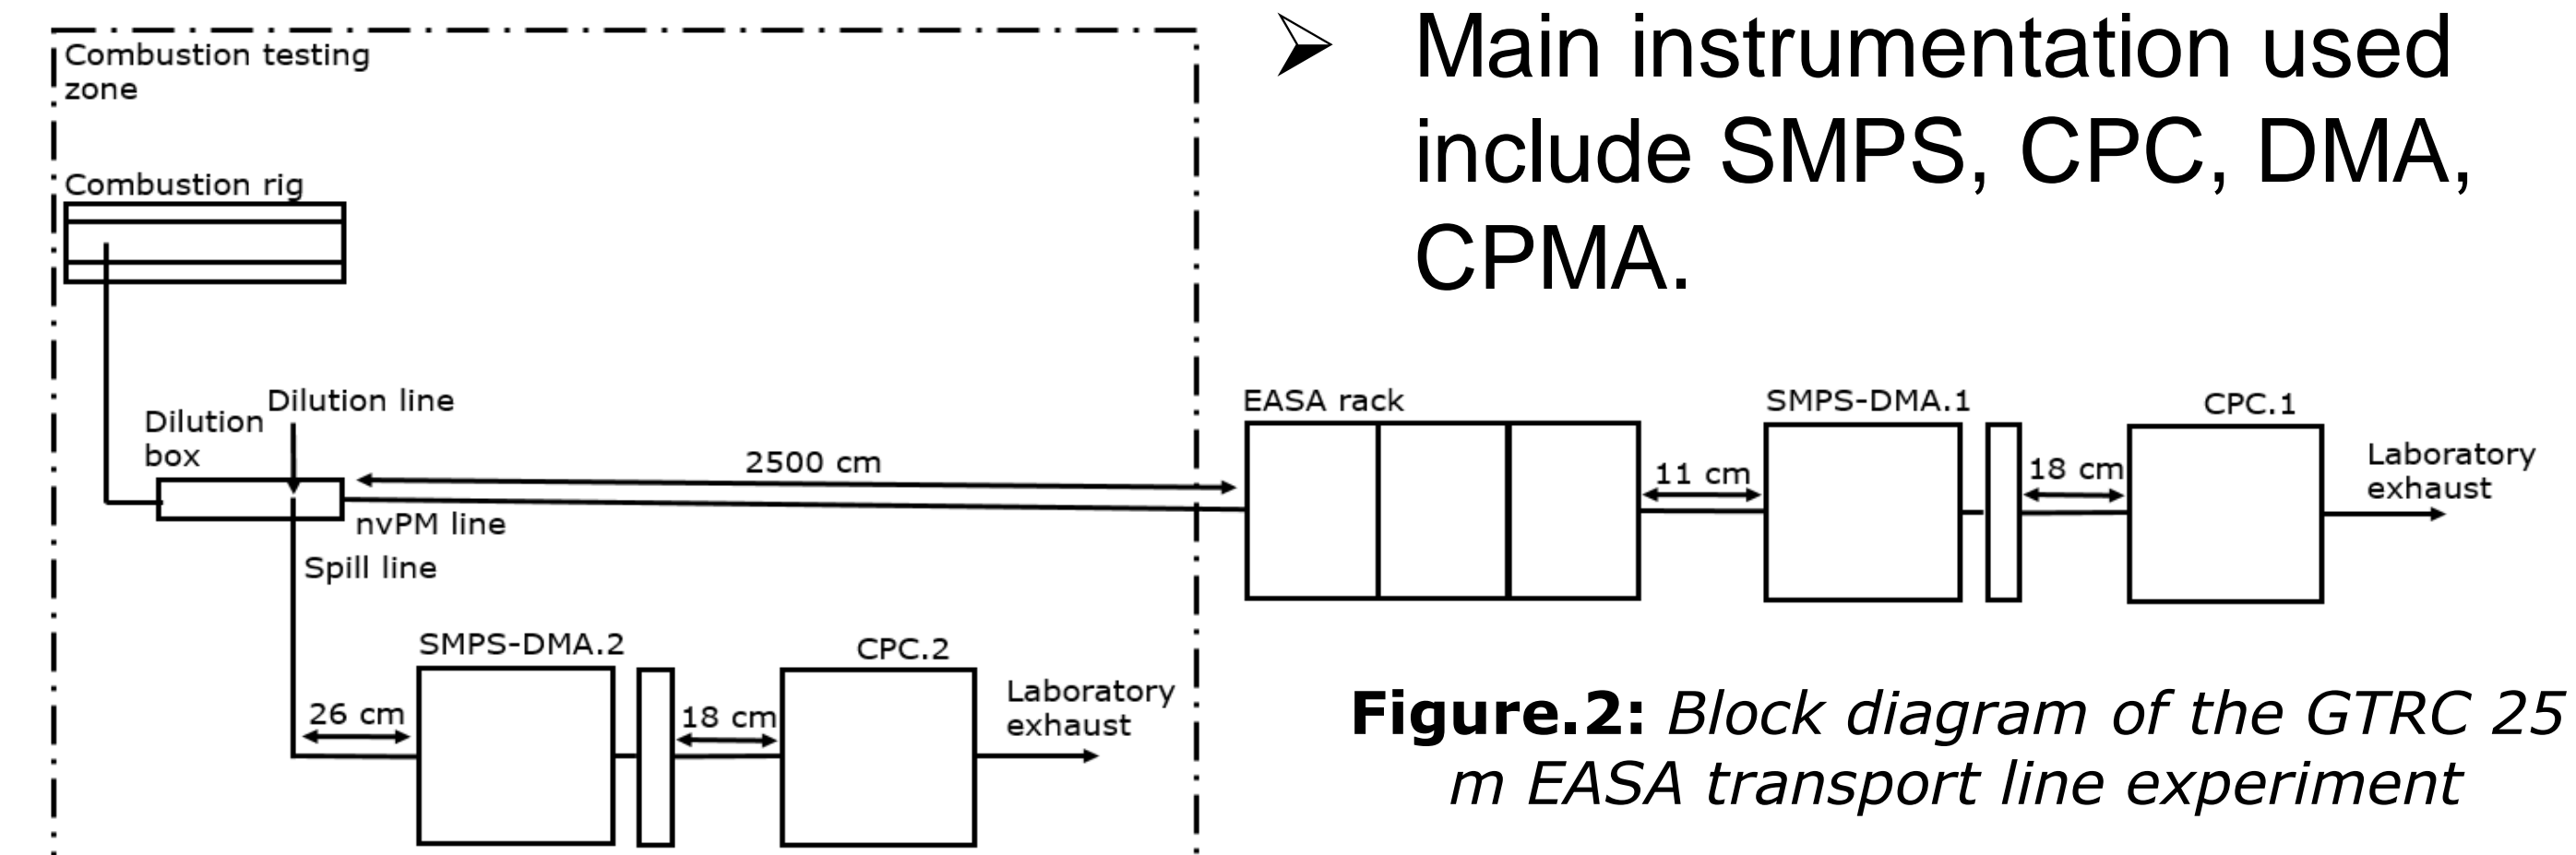 Combustion testing
zone
Combustion rig
Dilution line
Dilution
box
2500 cm
nvPM line
Spill line
SMPS-DMA.2
CPC.2
26 cm
18 cm
Laboratory
exhaust
➢ Main instrumentation used
include SMPS, CPC, DMA,
CPMA.
EASA rack
SMPS-DMA.1
CPC.1
11 cm
18 cm
Laboratory
exhaust
Figure.2: Block diagram of the GTRC 25
m EASA transport line experiment